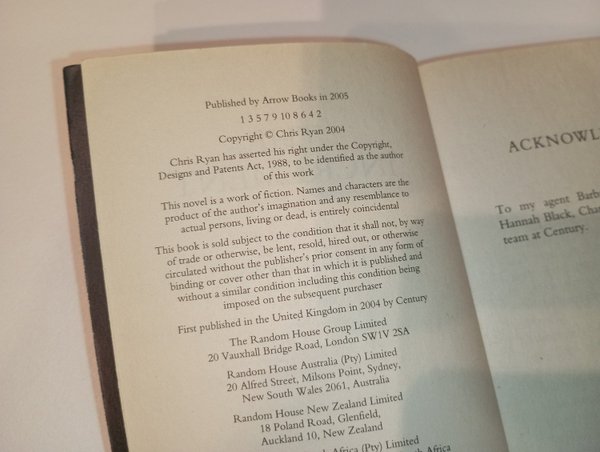 Published by Arrow Books in 2005
1 3 5 7 9 10 8 6 4 2
Copyright © Chris Ryan 2004
Chris Ryan has asserted his right under the Copyright,
Designs and Patents Act, 1988, to be identified as the author
of this work
This novel is a work of fiction. Names and characters are the
product of the author's imagination and any resemblance to
actual persons, living or dead, is entirely coincidental
This book is sold subject to the condition that it shall not, by way
of trade or otherwise, be lent, resold, hired out, or otherwise
circulated without the publisher's prior consent in any form of
binding or cover other than that in which it is published and
without a similar condition including this condition being
imposed on the subsequent purchaser
First published in the United Kingdom in 2004 by Century
The Random House Group Limited
20 Vauxhall Bridge Road, London SW1V 2SA
Random House Australia (Pty) Limited
20 Alfred Street, Milsons Point, Sydney,
New South Wales 2061, Australia
Random House New Zealand Limited
18 Poland Road, Glenfield,
Auckland 10, New Zealand
Africa (Pty) Limited
Africa
ACKNOWL
To my agent Barb
Hannah Black, Cha
team at Century.